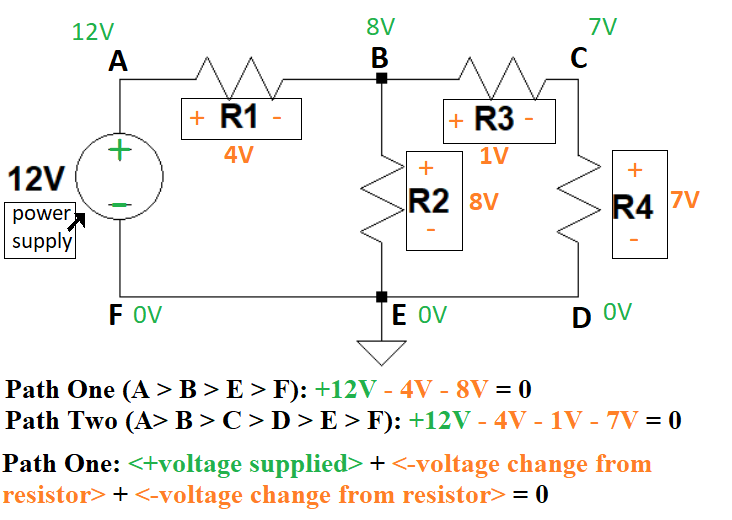 12V
8V
7V
A
B
C
+ R1 -
+ R3 -
4V
1V
+
12V
-
power
supply
+
R2 8V
-
+
R4 7V
-
F 0V
E 0V
D 0V
Path One (A > B > E > F): +12V - 4V - 8V = 0
Path Two (A> B > C > D > E > F): +12V - 4V - 1V - 7V = 0
Path One: <+voltage supplied> + <-voltage change from
resistor> + <-voltage change from resistor> = 0